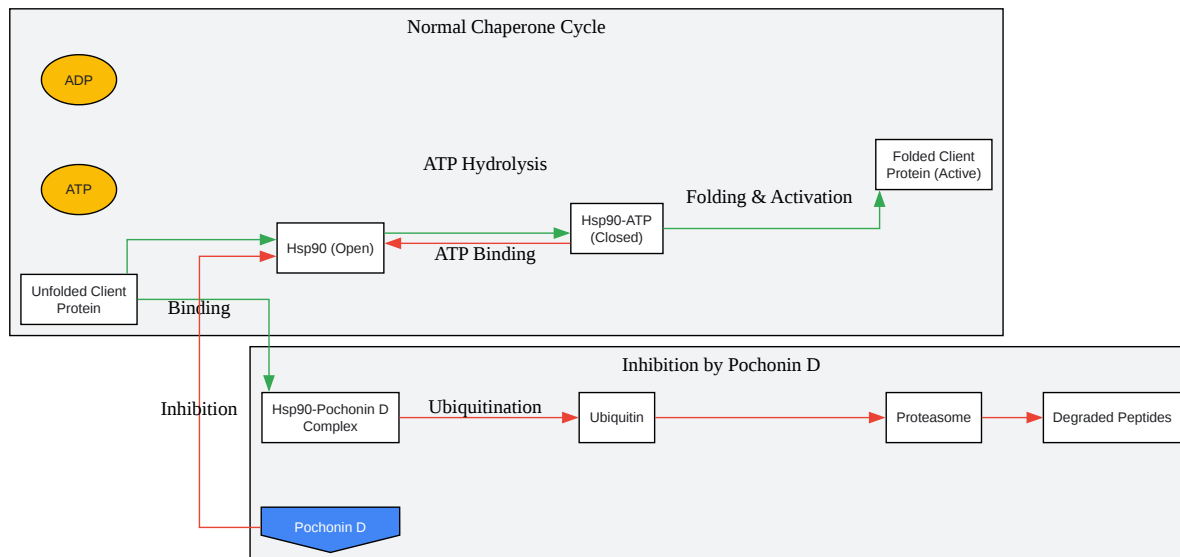 Normal Chaperone Cycle
ADP
ATP
ATP Hydrolysis
Folded Client
Protein (Active)
Folding & Activation
Hsp90 (Open)
Hsp90-ATP
(Closed)
ATP Binding
Unfolded Client
Protein
Binding
Inhibition by Pochonin D
Inhibition
Hsp90-Pochonin D
Complex
Ubiquitination
Ubiquitin
Proteasome
Degraded Peptides
Pochonin D